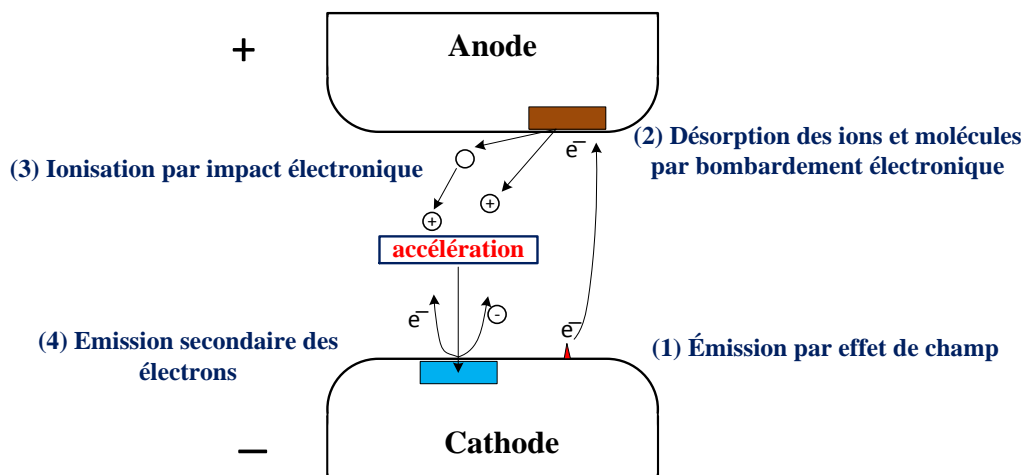 Anode
+
(2) Désorption des ions et molécules
par bombardement électronique
e−
(3) Ionisation par impact électronique
+
+
accélération
e−
-
e−
(4) Emission secondaire des
électrons
(1) Émission par effet de champ
Cathode
−